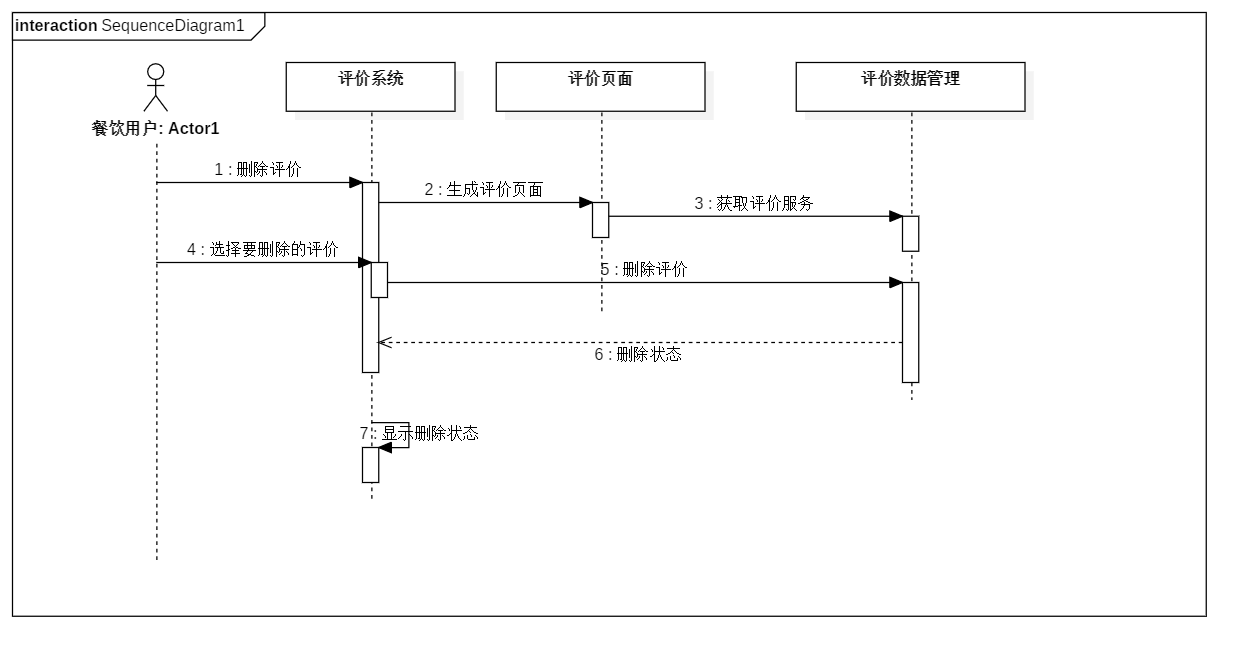 interaction SequenceDiagram1
评价系统
评价页面
评价数据管理
餐饮用户: Actor1
1 : 删除评价
2 : 生成评价页面
3 : 获取评价服务
4 : 选择要删除的评价
5 : 删除评价
6 : 删除状态
7 : 显示删除状态